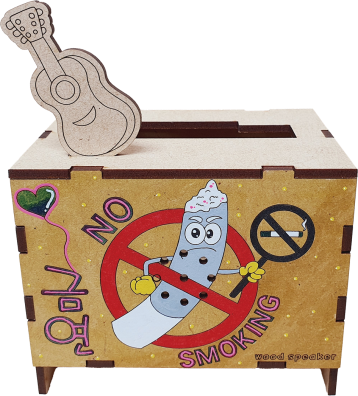 NO
금연
SMOKING
wood speaker